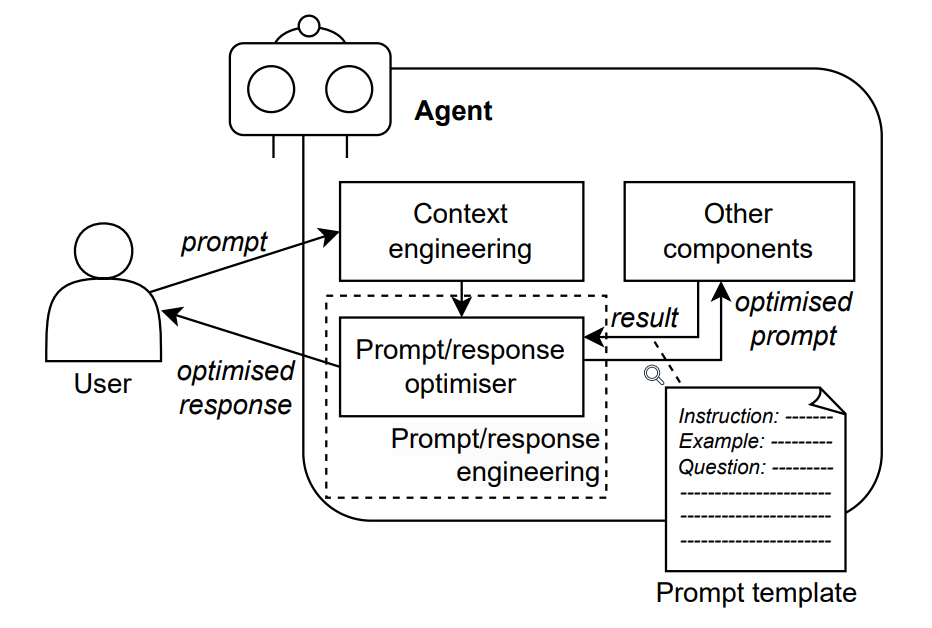 Agent
Context
engineering
Other
components
prompt
User
optimised
response
Prompt/response
optimiser
result
optimised
prompt
Prompt/response
engineering
Instruction: -------
Example: ---------
Question: ---------
----------------------
----------------------
----------------------
Prompt template